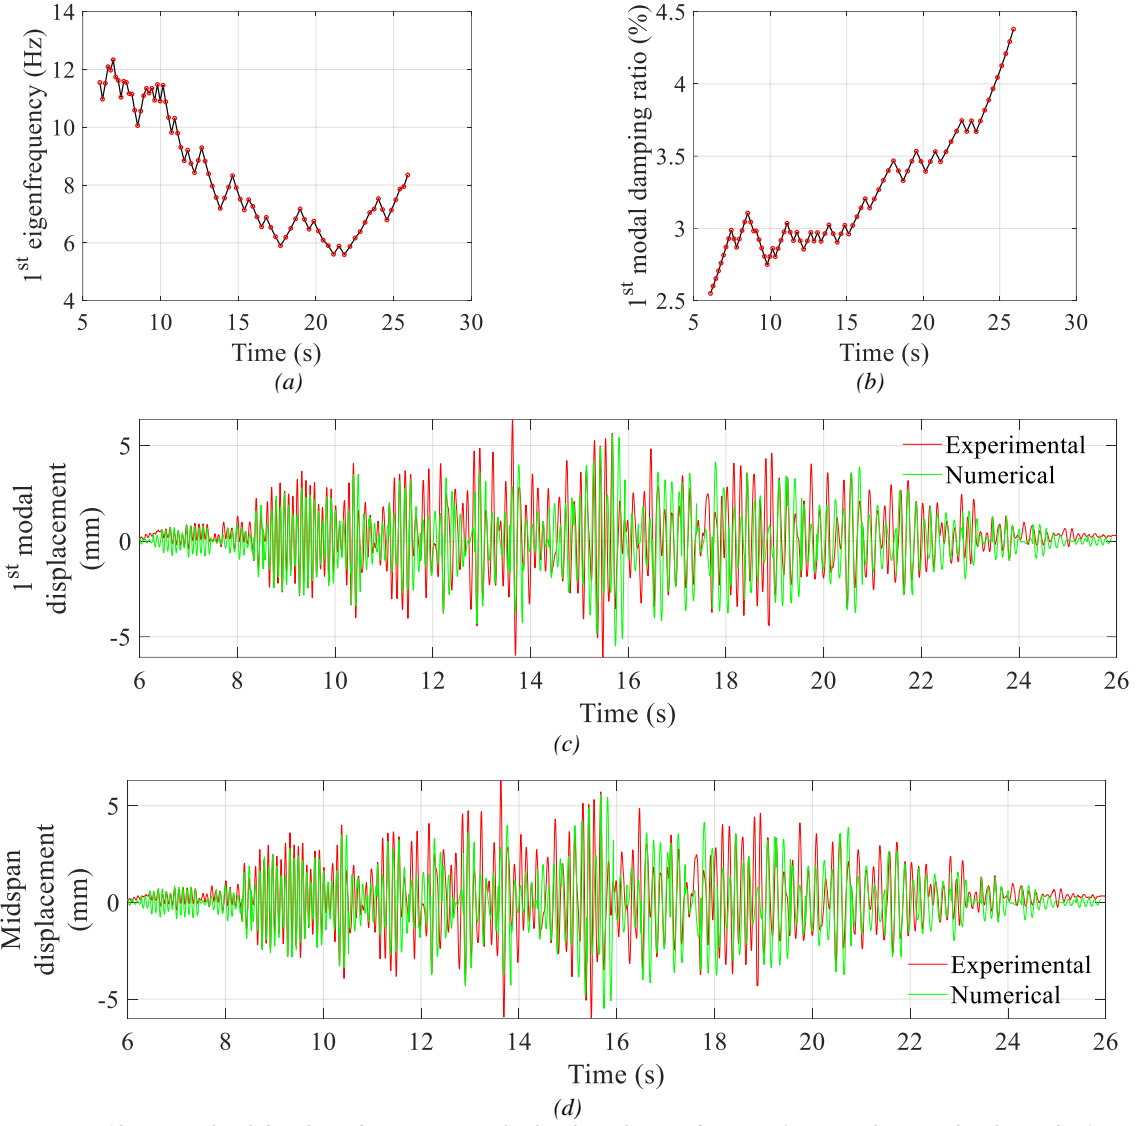 14
12
10
8
6
4
5
10
15
20
25
30
1st eigenfrequency (Hz)
Time (s)
(a)
4.5
4
3.5
3
2.5
5
10
15
20
25
30
1st modal damping ratio (%)
Time (s)
(b)
5
0
-5
6
8
10
12
14
16
18
20
22
24
26
1st modal
displacement
(mm)
Experimental
Numerical
Time (s)
(c)
5
0
-5
6
8
10
12
14
16
18
20
22
24
26
Midspan
displacement
(mm)
Experimental
Numerical
Time (s)
(d)